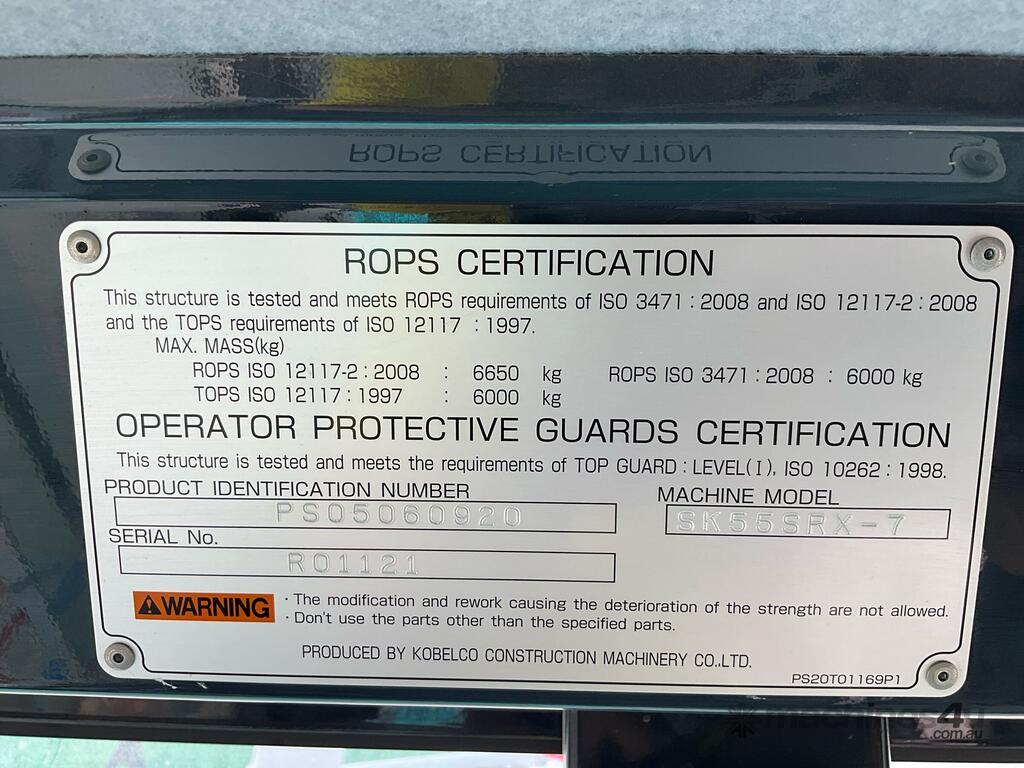 ROPS CERTIFICATION
ROPS CERTIFICATION
This structure is tested and meets ROPS requirements of ISO 3471 : 2008 and ISO 12117-2 : 2008
and the TOPS requirements of ISO 12117 : 1997.
MAX. MASS(kg)
ROPS ISO 12117-2 : 2008 : 6650 kg ROPS ISO 3471 : 2008 : 6000 kg
TOPS ISO 12117 : 1997 : 6000 kg
OPERATOR PROTECTIVE GUARDS CERTIFICATION
This structure is tested and meets the requirements of TOP GUARD : LEVEL(I), ISO 10262 : 1998.
PRODUCT IDENTIFICATION NUMBER
PS05060920
MACHINE MODEL
SK55SRX-7
SERIAL No.
R01121
WARNING
· The modification and rework causing the deterioration of the strength are not allowed.
· Don't use the parts other than the specified parts.
PRODUCED BY KOBELCO CONSTRUCTION MACHINERY CO.,LTD.
PS20T01169P1
machines4u
.com.au